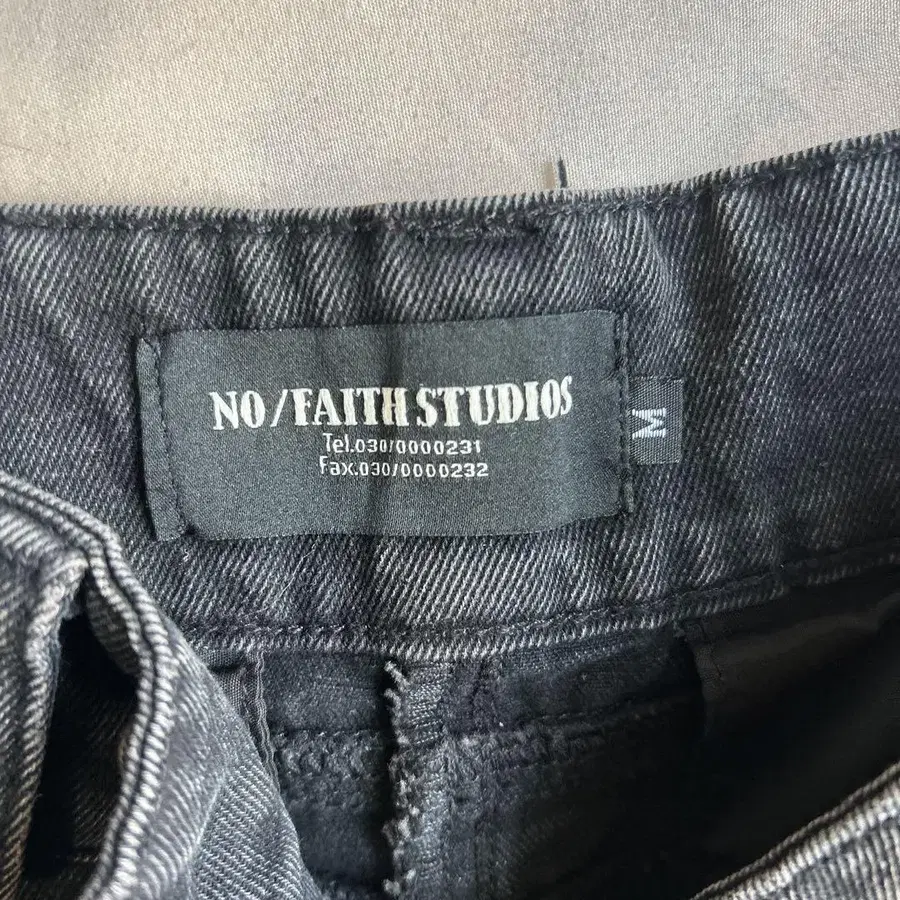 NO/FAITH STUDIOS
Tel.030/0000231
Fax.030/0000232
M